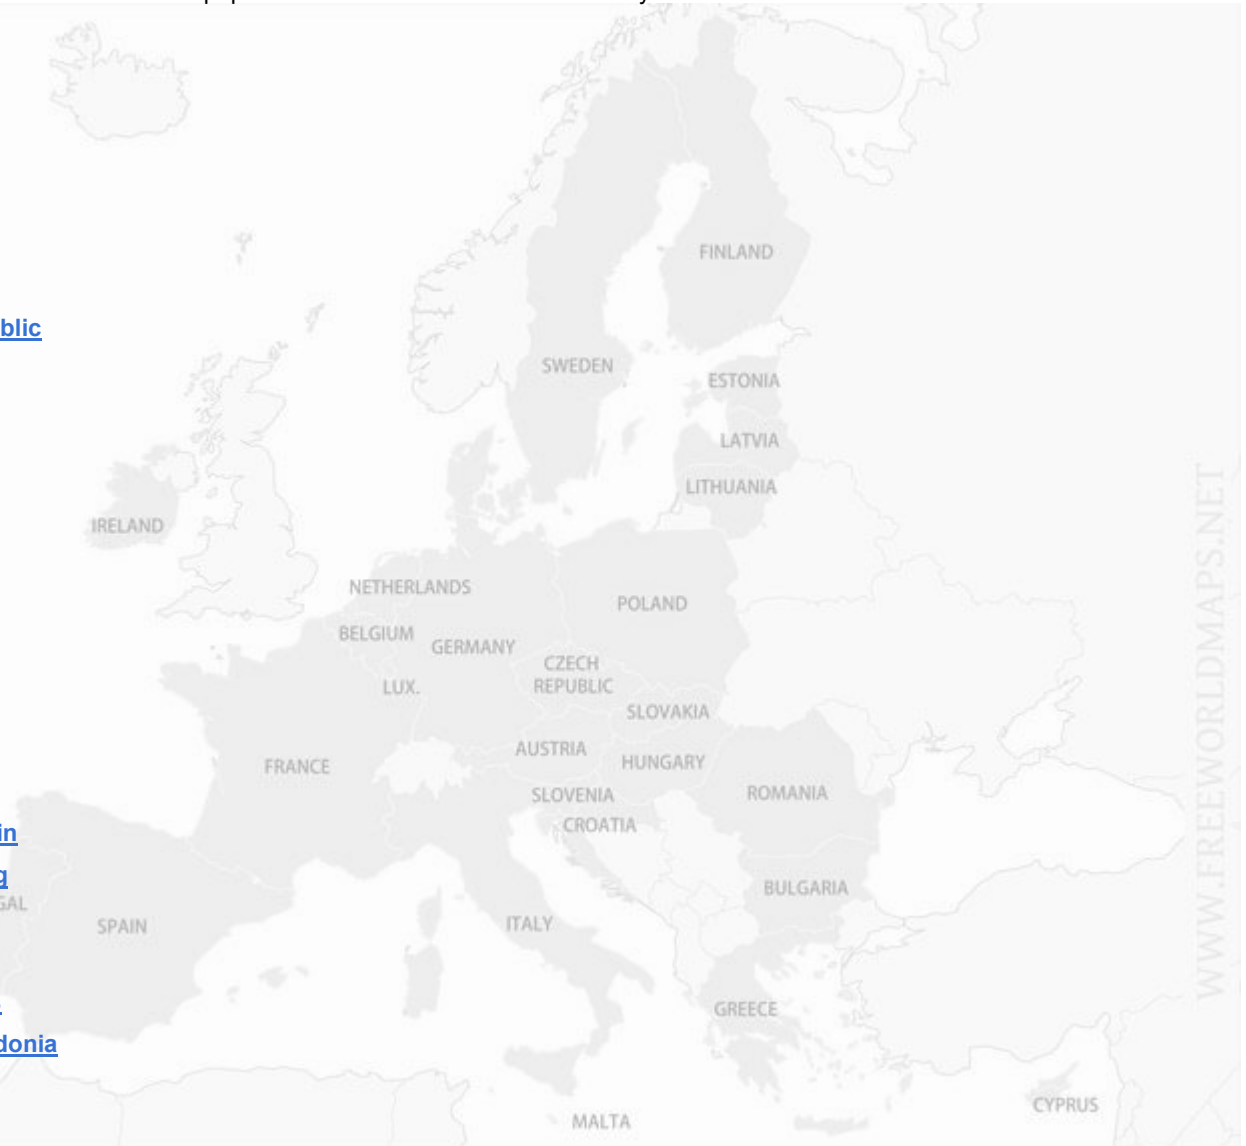 FINLAND
blic
SWEDEN
ESTONIA
LATVIA
LITHUANIA
IRELAND
NETHERLANDS
POLAND
BELGIUM
GERMANY
CZECH
REPUBLIC
LUX.
SLOVAKIA
AUSTRIA
HUNGARY
FRANCE
ROMANIA
SLOVENIA
CROATIA
in
g
BULGARIA
GAL
SPAIN
ITALY
GREECE
donia
CYPRUS
MALTA
WWW.FREEWORLDMAPS.NET